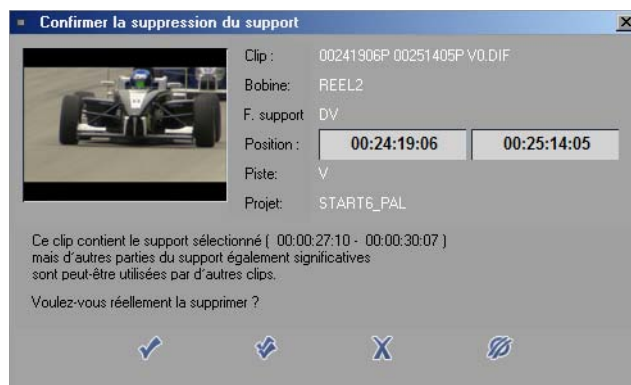 Confirmer la suppression du support
Clip : 00241906P 00251405P V0.DIF
Bobine: REEL2
F. support DV
Position : 00:24:19:06 00:25:14:05
Piste: V
Projet: START6_PAL
Ce clip contient le support sélectionné ( 00:00:27:10 - 00:00:30:07 )
mais d'autres parties du support également significatives
sont peut-être utilisées par d'autres clips.
Voulez-vous réellement la supprimer ?